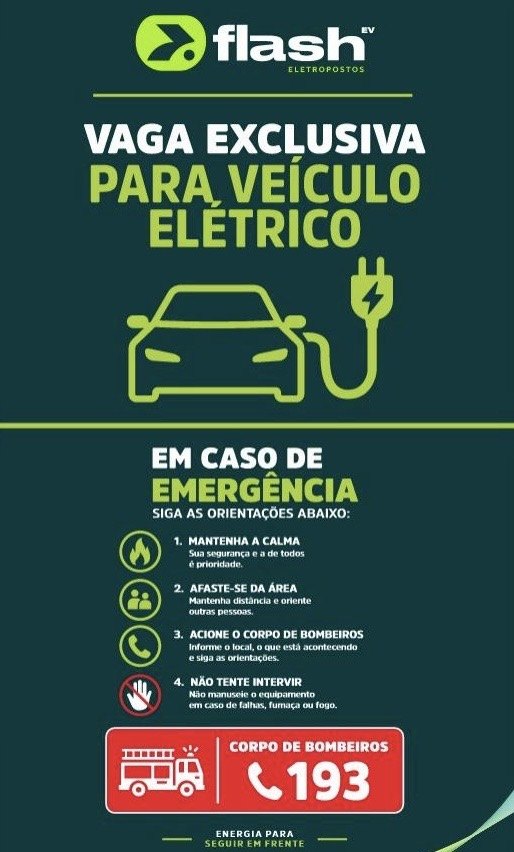 flash EV
ELETROPOSTOS
VAGA EXCLUSIVA
PARA VEÍCULO
ELÉTRICO
EM CASO DE
EMERGÊNCIA
SIGA AS ORIENTAÇÕES ABAIXO:
1. MANTENHA A CALMA
Sua segurança e a de todos
é prioridade.
2. AFASTE-SE DA ÁREA
Mantenha distância e oriente
outras pessoas.
3. ACIONE O CORPO DE BOMBEIROS
Informe o local, o que está acontecendo
e siga as orientações.
4. NÃO TENTE INTERVIR
Não manuseie o equipamento
em caso de falhas, fumaça ou fogo.
CORPO DE BOMBEIROS
193
ENERGIA PARA
SEGUIR EM FRENTE